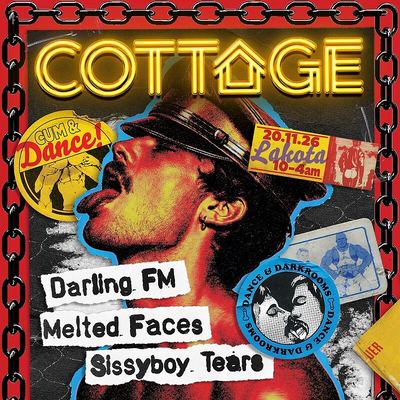 COTTAGE
CUM &
Dance!
20.11.26
Lakota
10-4am
Darling FM
Melted Faces
Sissyboy Tears
DANCE & DARKROOMS
DANCE & DARKROOMS